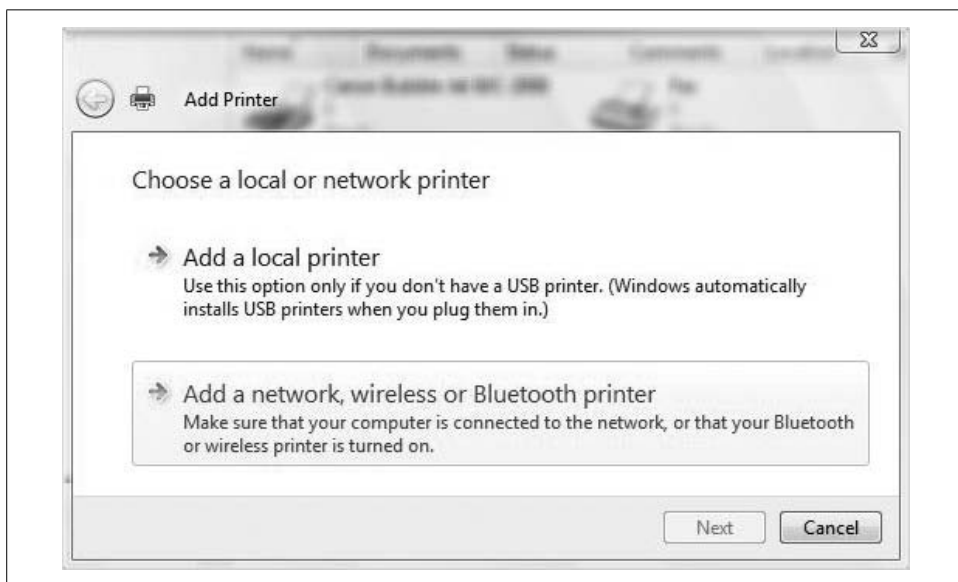 Add Printer
Choose a local or network printer
Add a local printer
Use this option only if you don't have a USB printer. (Windows automatically
installs USB printers when you plug them in.)
Add a network, wireless or Bluetooth printer
Make sure that your computer is connected to the network, or that your Bluetooth
or wireless printer is turned on.
Next
Cancel